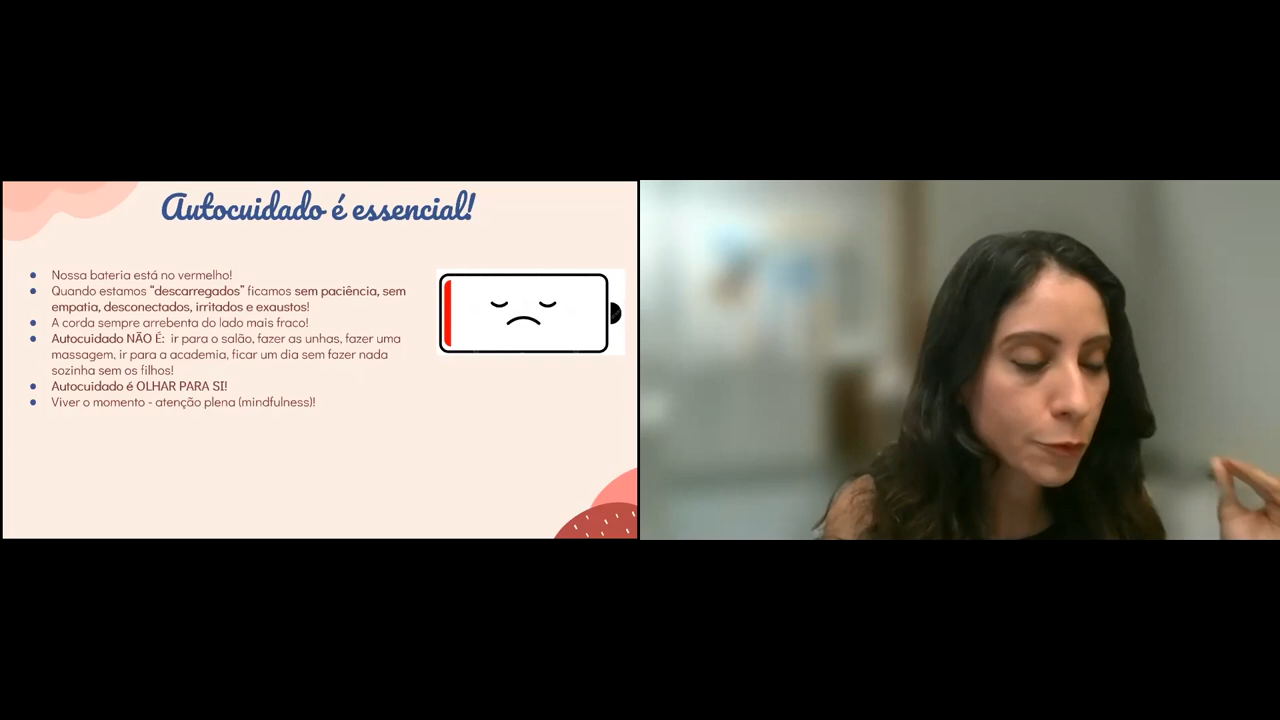 Autocuidado é essencial!
Nossa bateria está no vermelho!
Quando estamos “descarregados” ficamos sem paciência, sem
empatia, desconectados, irritados e exaustos!
A corda sempre arrebenta do lado mais fraco!
Autocuidado NÃO É: ir para o salão, fazer as unhas, fazer uma
massagem, ir para a academia, ficar um dia sem fazer nada
sozinha sem os filhos!
Autocuidado é OLHAR PARA SI!
Viver o momento - atenção plena (mindfulness)!